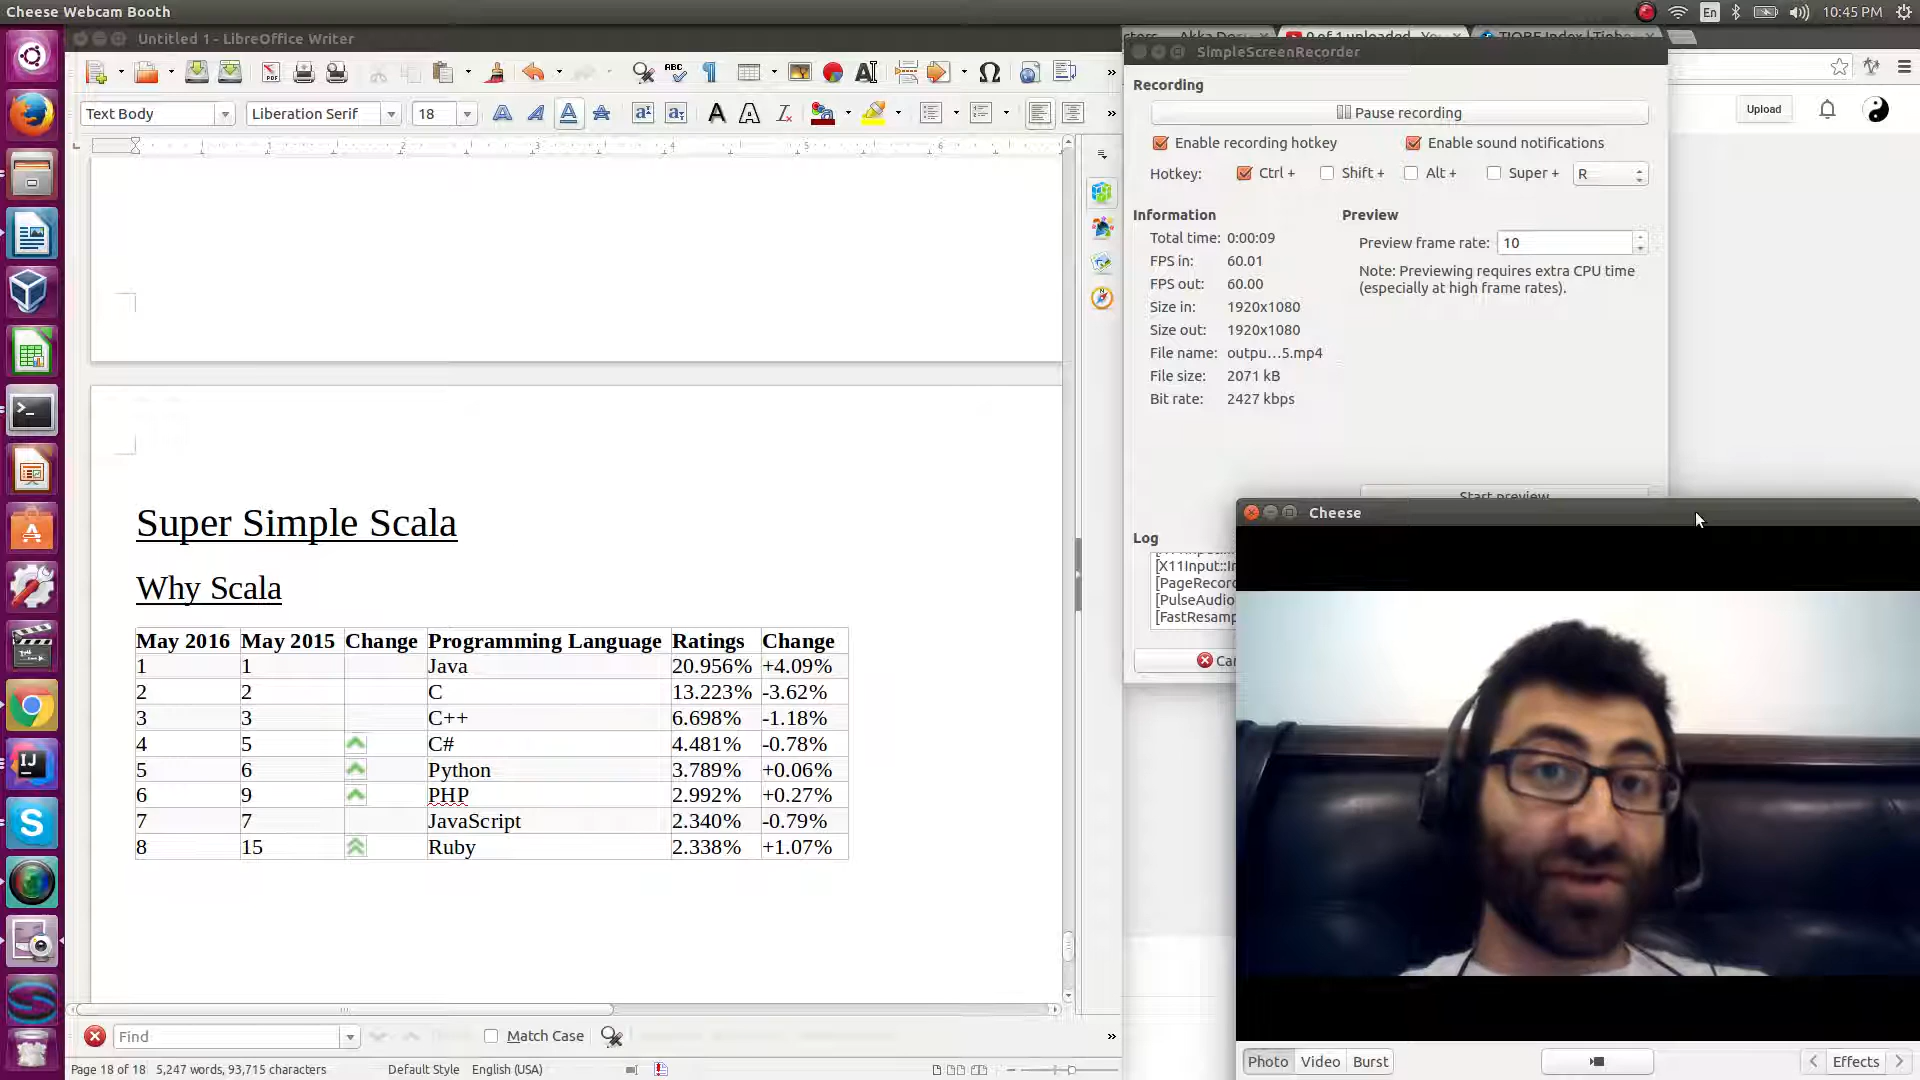 Cheese Webcam Booth
En
10:45 PM
Untitled 1 - LibreOffice Writer
Text Body
Liberation Serif
18
Super Simple Scala
Why Scala
May 2016 May 2015 Change Programming Language Ratings Change
1 1 Java 20.956% +4.09%
2 2 C 13.223% -3.62%
3 3 C++ 6.698% -1.18%
4 5 C# 4.481% -0.78%
5 6 Python 3.789% +0.06%
6 9 PHP 2.992% +0.27%
7 7 JavaScript 2.340% -0.79%
8 15 Ruby 2.338% +1.07%
Find
Match Case
Page 18 of 18 5,247 words, 93,715 characters Default Style English (USA)
SimpleScreenRecorder
Upload
Recording
Pause recording
Enable recording hotkey
Enable sound notifications
Hotkey: Ctrl + Shift + Alt + Super + R
Information
Total time: 0:00:09
FPS in: 60.01
FPS out: 60.00
Size in: 1920x1080
Size out: 1920x1080
File name: outpu...5.mp4
File size: 2071 kB
Bit rate: 2427 kbps
Preview
Preview frame rate: 10
Note: Previewing requires extra CPU time
(especially at high frame rates).
Start preview
Log
[PageRecor
[PulseAudio
[FastResamp
Cheese
Photo Video Burst
Effects